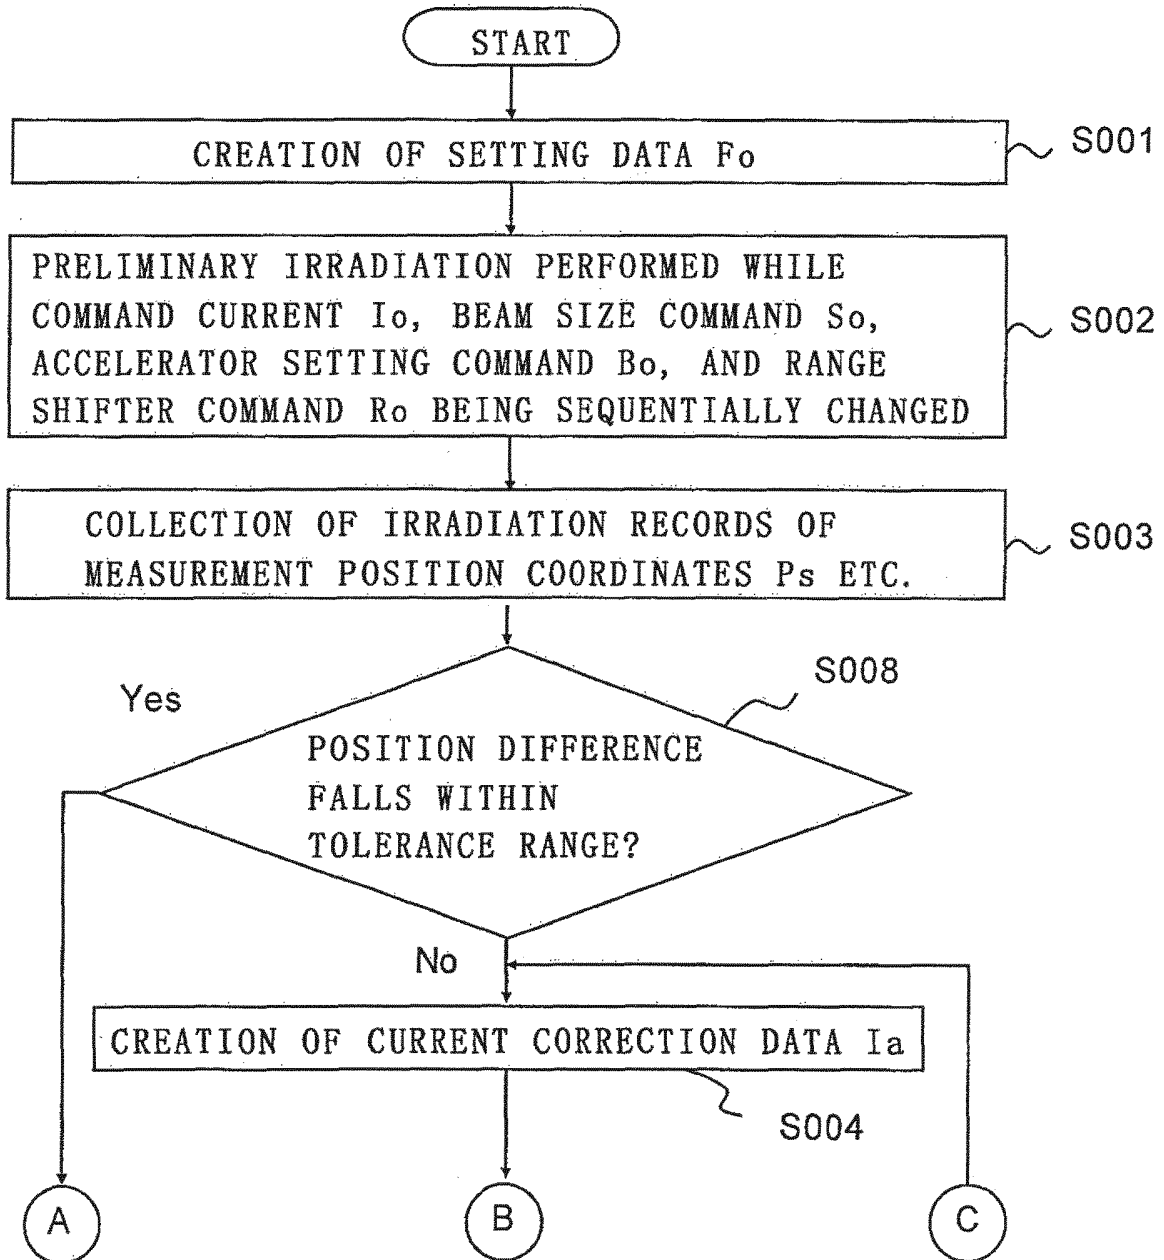 START
CREATION OF SETTING DATA Fo
S001
PRELIMINARY IRRADIATION PERFORMED WHILE
COMMAND CURRENT Io, BEAM SIZE COMMAND So,
ACCELERATOR SETTING COMMAND Bo, AND RANGE
SHIFTER COMMAND Ro BEING SEQUENTIALLY CHANGED
S002
COLLECTION OF IRRADIATION RECORDS OF
MEASUREMENT POSITION COORDINATES Ps ETC.
S003
S008
Yes
POSITION DIFFERENCE
FALLS WITHIN
TOLERANCE RANGE?
No
CREATION OF CURRENT CORRECTION DATA Ia
S004
A
B
C